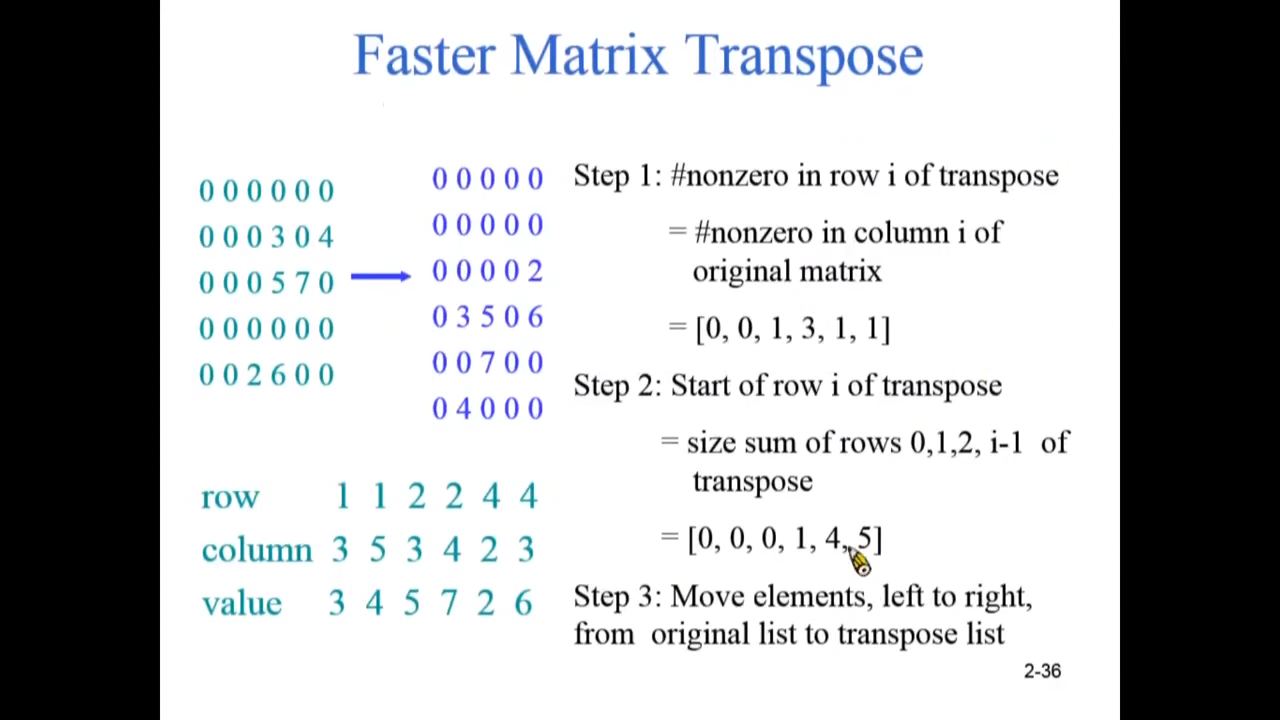 Faster Matrix Transpose
0 0 0 0 0 0
0 0 0 3 0 4
0 0 0 5 7 0
0 0 0 0 0 0
0 0 2 6 0 0
0 0 0 0 0
0 0 0 0 0
0 0 0 0 2
0 3 5 0 6
0 0 7 0 0
0 4 0 0 0
row 1 1 2 2 4 4
column 3 5 3 4 2 3
value 3 4 5 7 2 6
Step 1: #nonzero in row i of transpose
= #nonzero in column i of
original matrix
= [0, 0, 1, 3, 1, 1]
Step 2: Start of row i of transpose
= size sum of rows 0,1,2, i-1 of
transpose
= [0, 0, 0, 1, 4, 5]
Step 3: Move elements, left to right,
from original list to transpose list
2-36